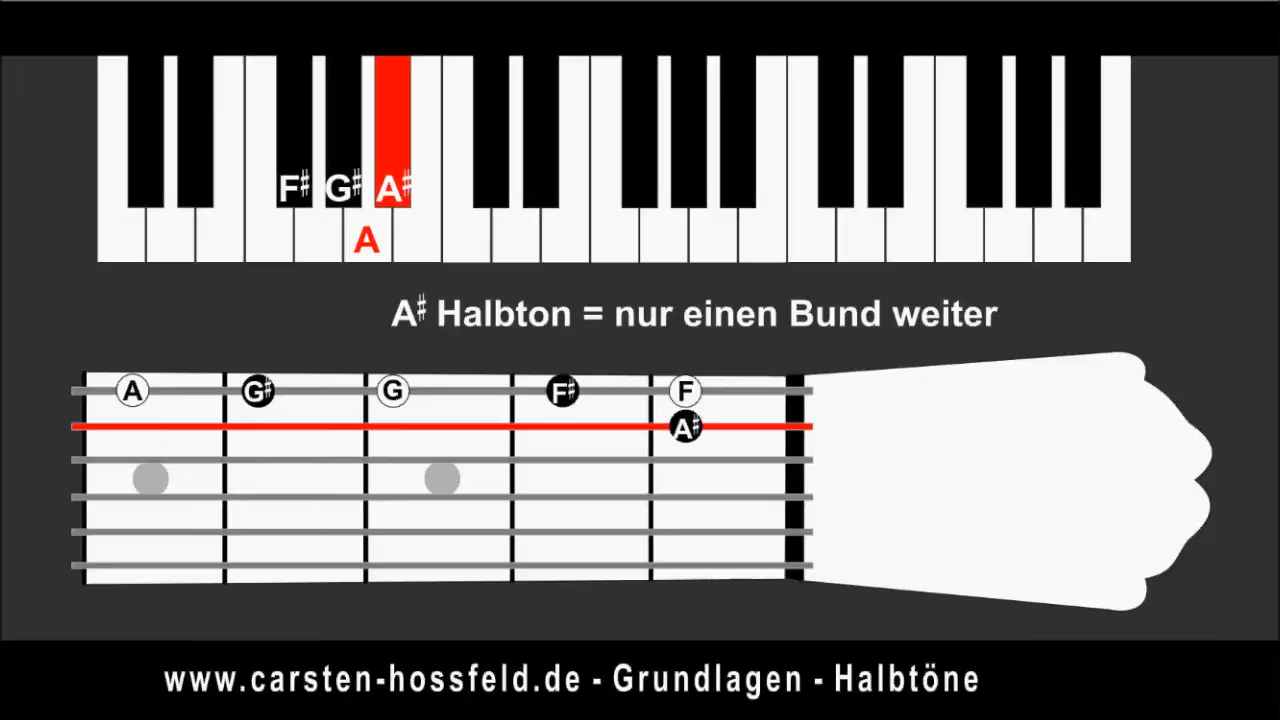 F♯ G♯ A♯
A
A♯ Halbton = nur einen Bund weiter
A G♯ G F♯ F
A♯
www.carsten-hossfeld.de - Grundlagen - Halbtöne